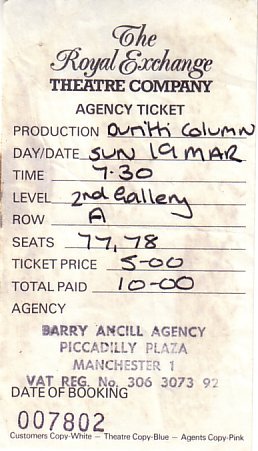 The
Royal Exchange
THEATRE COMPANY
AGENCY TICKET
PRODUCTION Duritti Column
DAY/DATE SUN 19 MAR
TIME 7.30
LEVEL 2nd Gallery
ROW A
SEATS 77, 78
TICKET PRICE 5-00
TOTAL PAID 10-00
AGENCY
BARRY ANCILL AGENCY
PICCADILLY PLAZA
MANCHESTER 1
VAT REG. No. 306 3073 92
DATE OF BOOKING
007802
Customers Copy-White – Theatre Copy-Blue – Agents Copy-Pink